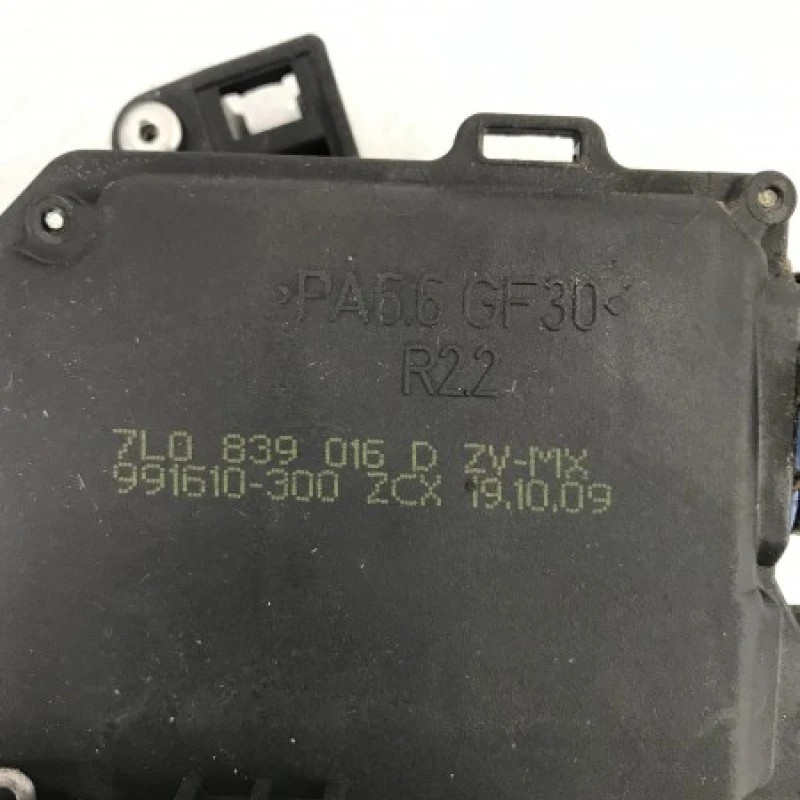 >PA6.6 GF30<
R2.2
7L0 839 016 D ZV-MX
991610-300 ZCX 19.10.09